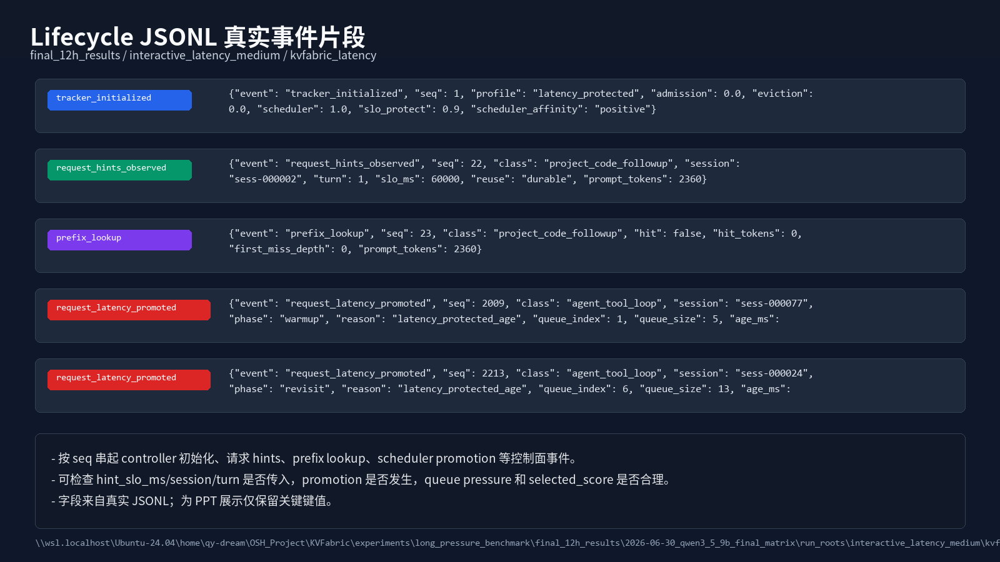 Lifecycle JSONL 真实事件片段
final_12h_results / interactive_latency_medium / kvfabric_latency
tracker_initialized
{"event": "tracker_initialized", "seq": 1, "profile": "latency_protected", "admission": 0.0, "eviction":
0.0, "scheduler": 1.0, "slo_protect": 0.9, "scheduler_affinity": "positive"}
request_hints_observed
{"event": "request_hints_observed", "seq": 22, "class": "project_code_followup", "session":
"sess-000002", "turn": 1, "slo_ms": 60000, "reuse": "durable", "prompt_tokens": 2360}
prefix_lookup
{"event": "prefix_lookup", "seq": 23, "class": "project_code_followup", "hit": false, "hit_tokens": 0,
"first_miss_depth": 0, "prompt_tokens": 2360}
request_latency_promoted
{"event": "request_latency_promoted", "seq": 2009, "class": "agent_tool_loop", "session": "sess-000077",
"phase": "warmup", "reason": "latency_protected_age", "queue_index": 1, "queue_size": 5, "age_ms":
request_latency_promoted
{"event": "request_latency_promoted", "seq": 2213, "class": "agent_tool_loop", "session": "sess-000024",
"phase": "revisit", "reason": "latency_protected_age", "queue_index": 6, "queue_size": 13, "age_ms":
- 按 seq 串起 controller 初始化、请求 hints、prefix lookup、scheduler promotion 等控制面事件。
- 可检查 hint_slo_ms/session/turn 是否传入，promotion 是否发生，queue pressure 和 selected_score 是否合理。
- 字段来自真实 JSONL；为 PPT 展示仅保留关键键值。
\\wsl.localhost\Ubuntu-24.04\home\qy-dream\OSH_Project\KVFabric\experiments\long_pressure_benchmark\final_12h_results\2026-06-30_qwen3_5_9b_final_matrix\run_roots\interactive_latency_medium\kvf